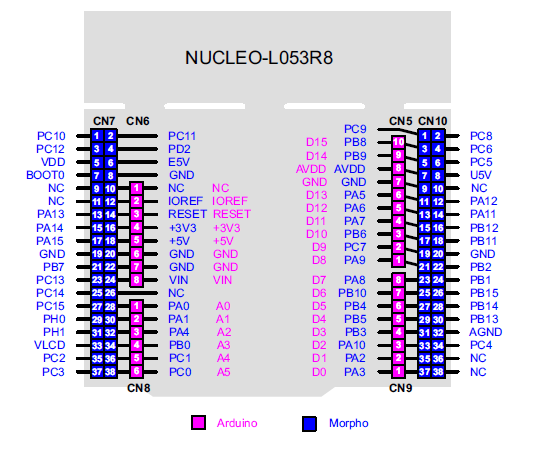 NUCLEO-L053R8
CN7 CN6 CN5 CN10
PC9
PC10 1 2 PC11 D15 PB8 10 1 2 PC8
PC12 3 4 PD2 D14 PB9 9 3 4 PC6
VDD 5 6 E5V AVDD AVDD 8 5 6 PC5
BOOT0 7 8 GND GND GND 7 7 8 U5V
NC 9 10 1 NC NC D13 PA5 6 9 10 NC
NC 11 12 2 IOREF IOREF D12 PA6 5 11 12 PA12
PA13 13 14 3 RESET RESET D11 PA7 4 13 14 PA11
PA14 15 16 4 +3V3 +3V3 D10 PB6 3 15 16 PB12
PA15 17 18 5 +5V +5V D9 PC7 2 17 18 PB11
GND 19 20 6 GND GND D8 PA9 1 19 20 GND
PB7 21 22 7 GND GND 21 22 PB2
PC13 23 24 8 VIN VIN D7 PA8 8 23 24 PB1
PC14 25 26 NC D6 PB10 7 25 26 PB15
PC15 27 28 1 PA0 A0 D5 PB4 6 27 28 PB14
PH0 29 30 2 PA1 A1 D4 PB5 5 29 30 PB13
PH1 31 32 3 PA4 A2 D3 PB3 4 31 32 AGND
VLCD 33 34 4 PB0 A3 D2 PA10 3 33 34 PC4
PC2 35 36 5 PC1 A4 D1 PA2 2 35 36 NC
PC3 37 38 6 PC0 A5 D0 PA3 1 37 38 NC
CN8 CN9
Arduino Morpho